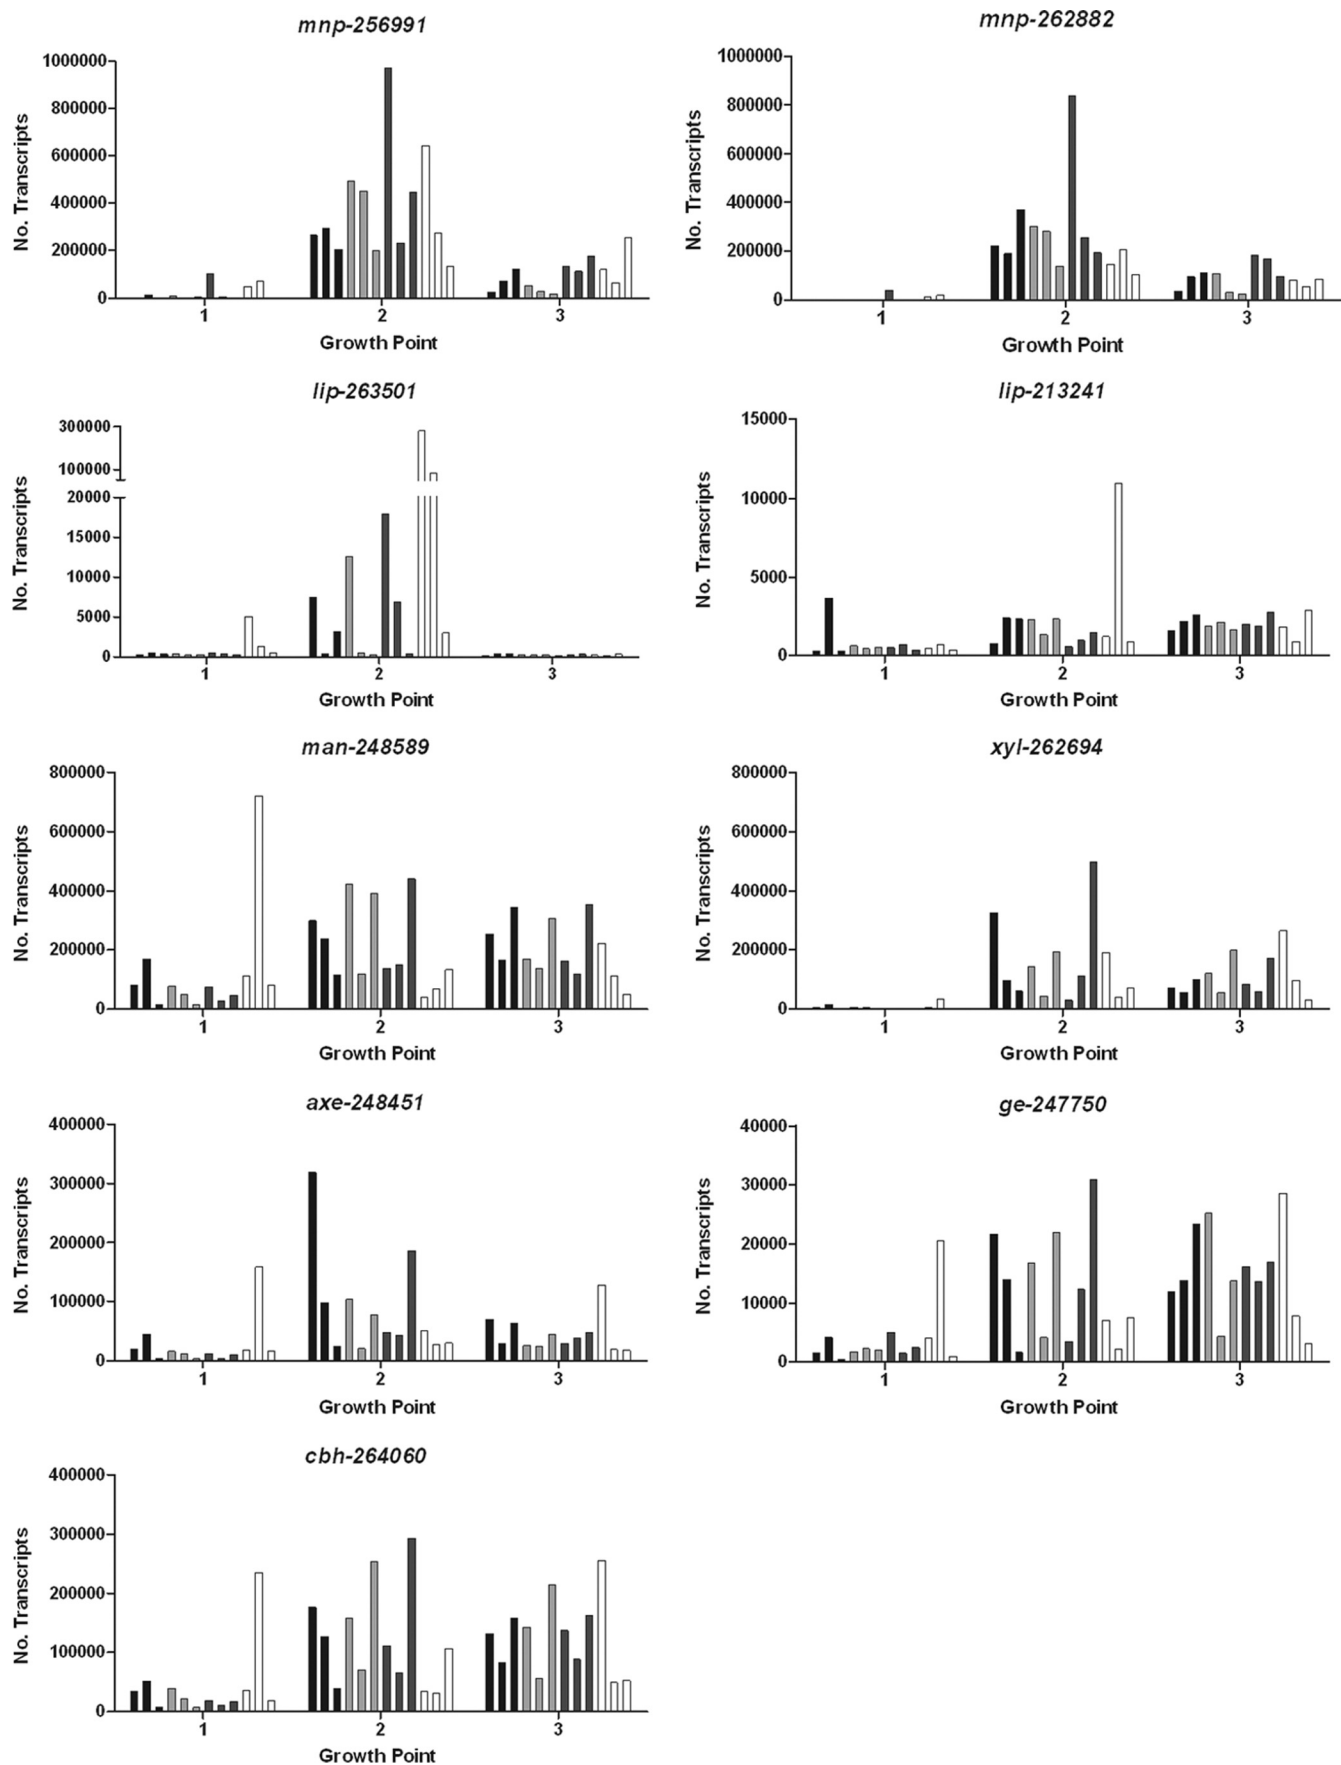 mnp-256991
1000000
800000
600000
400000
200000
0
No. Transcripts
1 2 3
Growth Point
mnp-262882
1000000
800000
600000
400000
200000
0
No. Transcripts
1 2 3
Growth Point
lip-263501
300000
100000
20000
15000
10000
5000
0
No. Transcripts
1 2 3
Growth Point
lip-213241
15000
10000
5000
0
No. Transcripts
1 2 3
Growth Point
man-248589
800000
600000
400000
200000
0
No. Transcripts
1 2 3
Growth Point
xyl-262694
800000
600000
400000
200000
0
No. Transcripts
1 2 3
Growth Point
axe-248451
400000
300000
200000
100000
0
No. Transcripts
1 2 3
Growth Point
ge-247750
40000
30000
20000
10000
0
No. Transcripts
1 2 3
Growth Point
cbh-264060
400000
300000
200000
100000
0
No. Transcripts
1 2 3
Growth Point